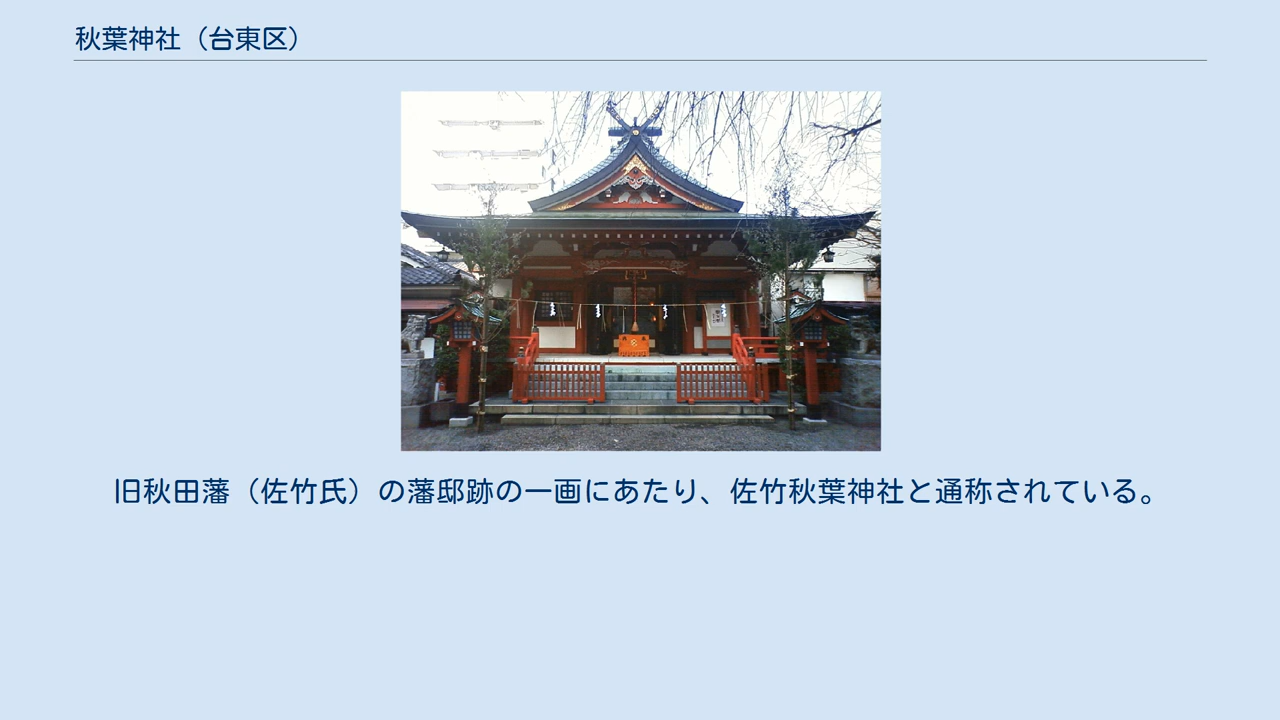 秋葉神社（台東区）
旧秋田藩（佐竹氏）の藩邸跡の一画にあたり、佐竹秋葉神社と通称されている。